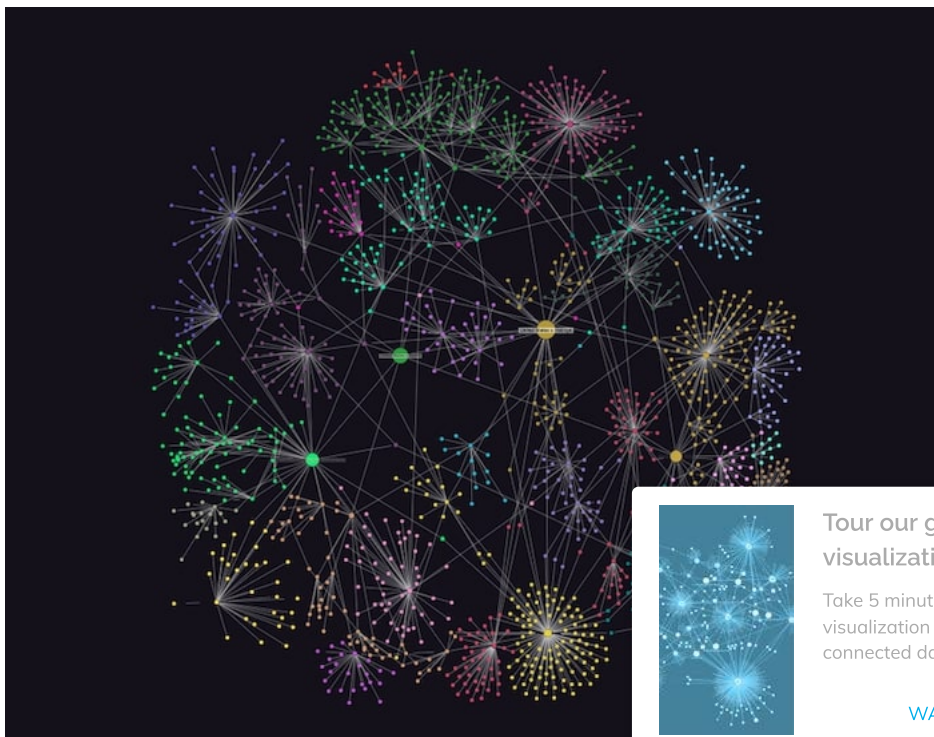 Tour our g
visualizati
Take 5 minut
visualization
connected da
WA